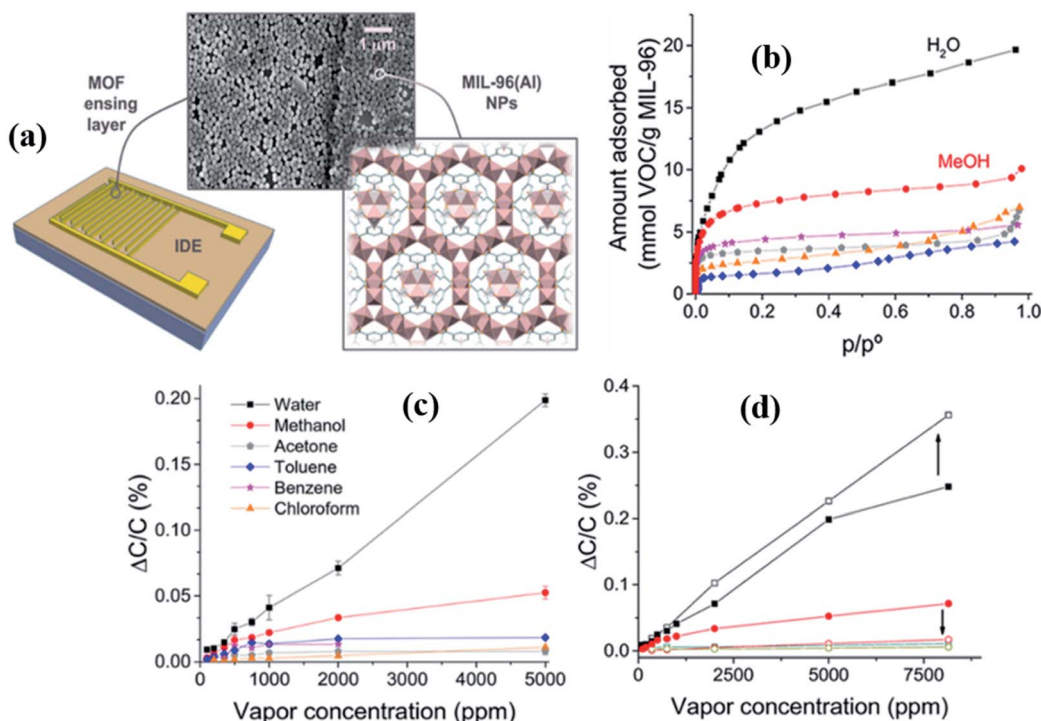 (a)
MOF
ensing
layer
1 μm
MIL-96(Al)
NPs
IDE
(b)
Amount adsorbed
(mmol VOC/g MIL-96)
20
15
10
5
0
H₂O
MeOH
0.0 0.2 0.4 0.6 0.8 1.0
p/pº
(c)
ΔC/C (%)
0.20
0.15
0.10
0.05
0.00
Water
Methanol
Acetone
Toluene
Benzene
Chloroform
1000 2000 3000 4000 5000
Vapor concentration (ppm)
(d)
ΔC/C (%)
0.4
0.3
0.2
0.1
0.0
0 2500 5000 7500
Vapor concentration (ppm)